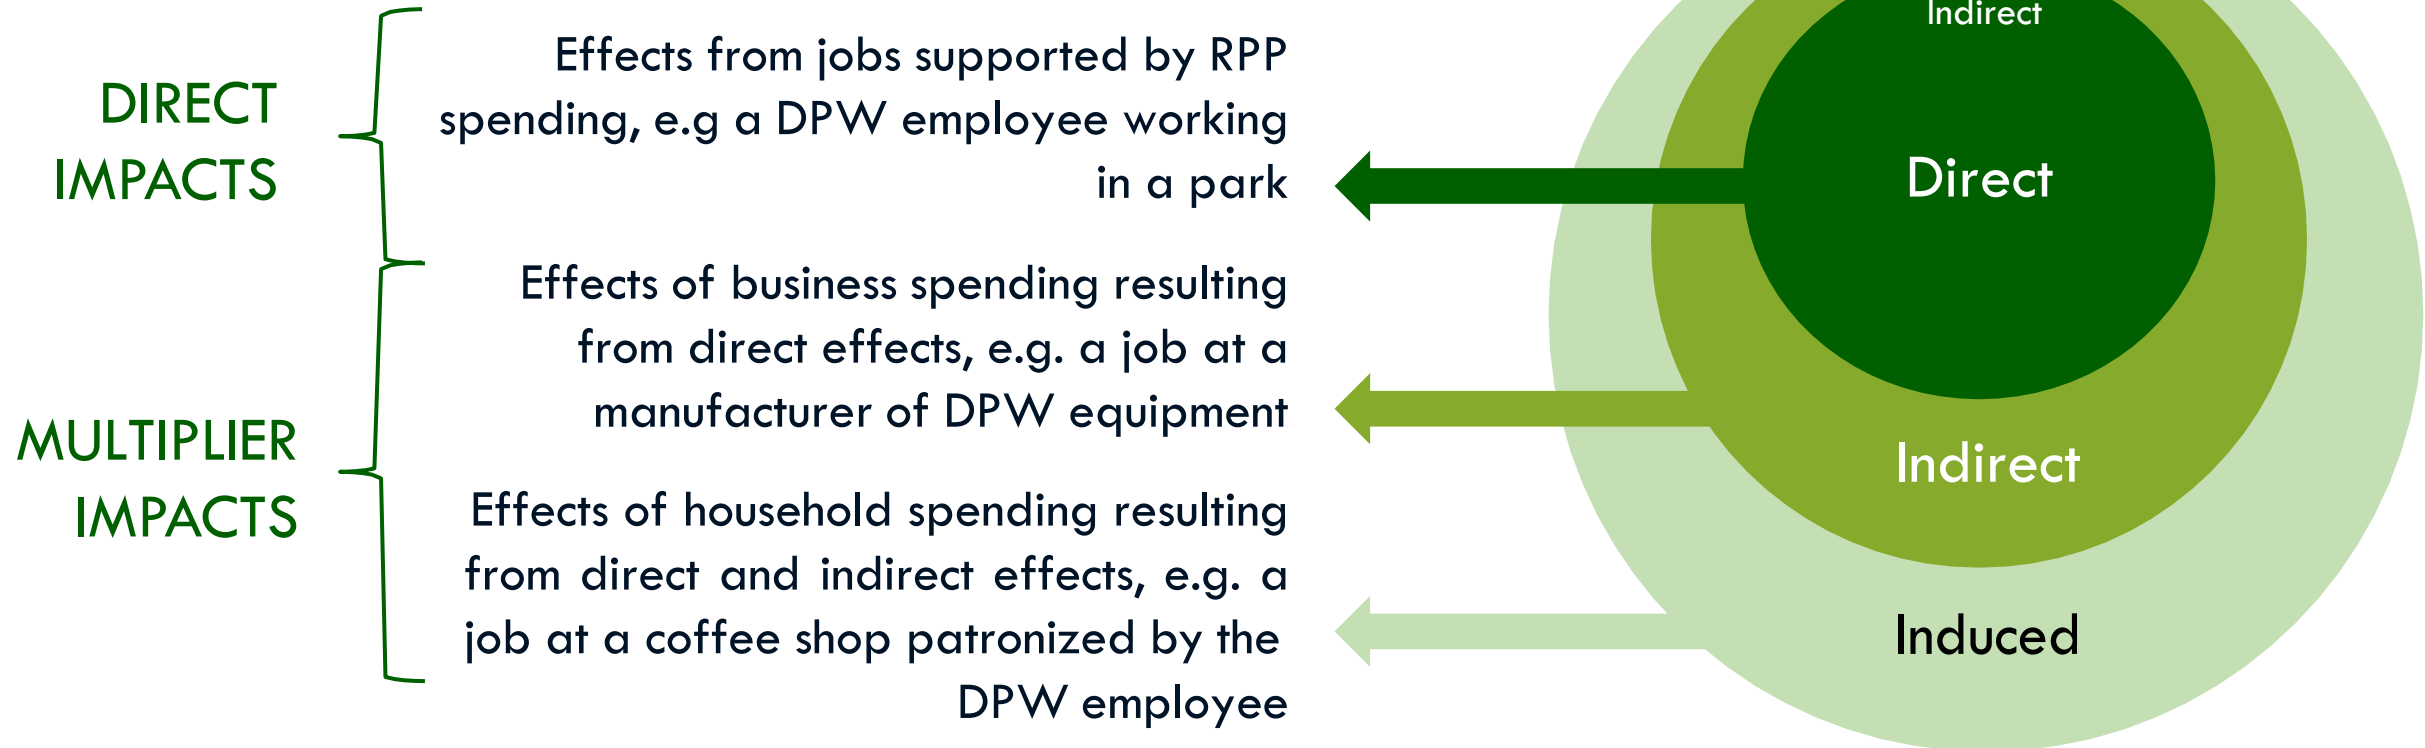 DIRECT
IMPACTS
Effects from jobs supported by RPP
spending, e.g a DPW employee working
in a park
Effects of business spending resulting
from direct effects, e.g. a job at a
manufacturer of DPW equipment
MULTIPLIER
IMPACTS
Effects of household spending resulting
from direct and indirect effects, e.g. a
job at a coffee shop patronized by the
DPW employee
Indirect
Direct
Indirect
Induced